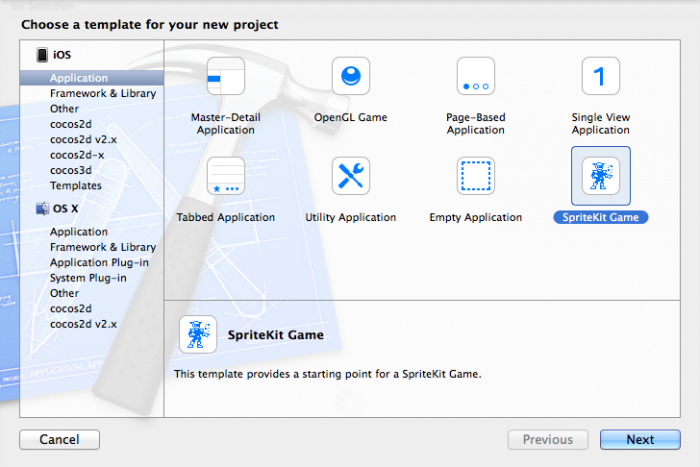 No Selection
Choose a template for your new project
iOS
Application
Framework & Library
Other
cocos2d
cocos2d v2.x
cocos2d-x
cocos3d
Templates
OS X
Application
Framework & Library
Application Plug-in
System Plug-in
Other
cocos2d
cocos2d v2.x
Master-Detail
Application
OpenGL Game
Page-Based
Application
1
Single View
Application
Tabbed Application
Utility Application
Empty Application
SpriteKit Game
SpriteKit Game
This template provides a starting point for a SpriteKit Game.
Cancel
Previous
Next